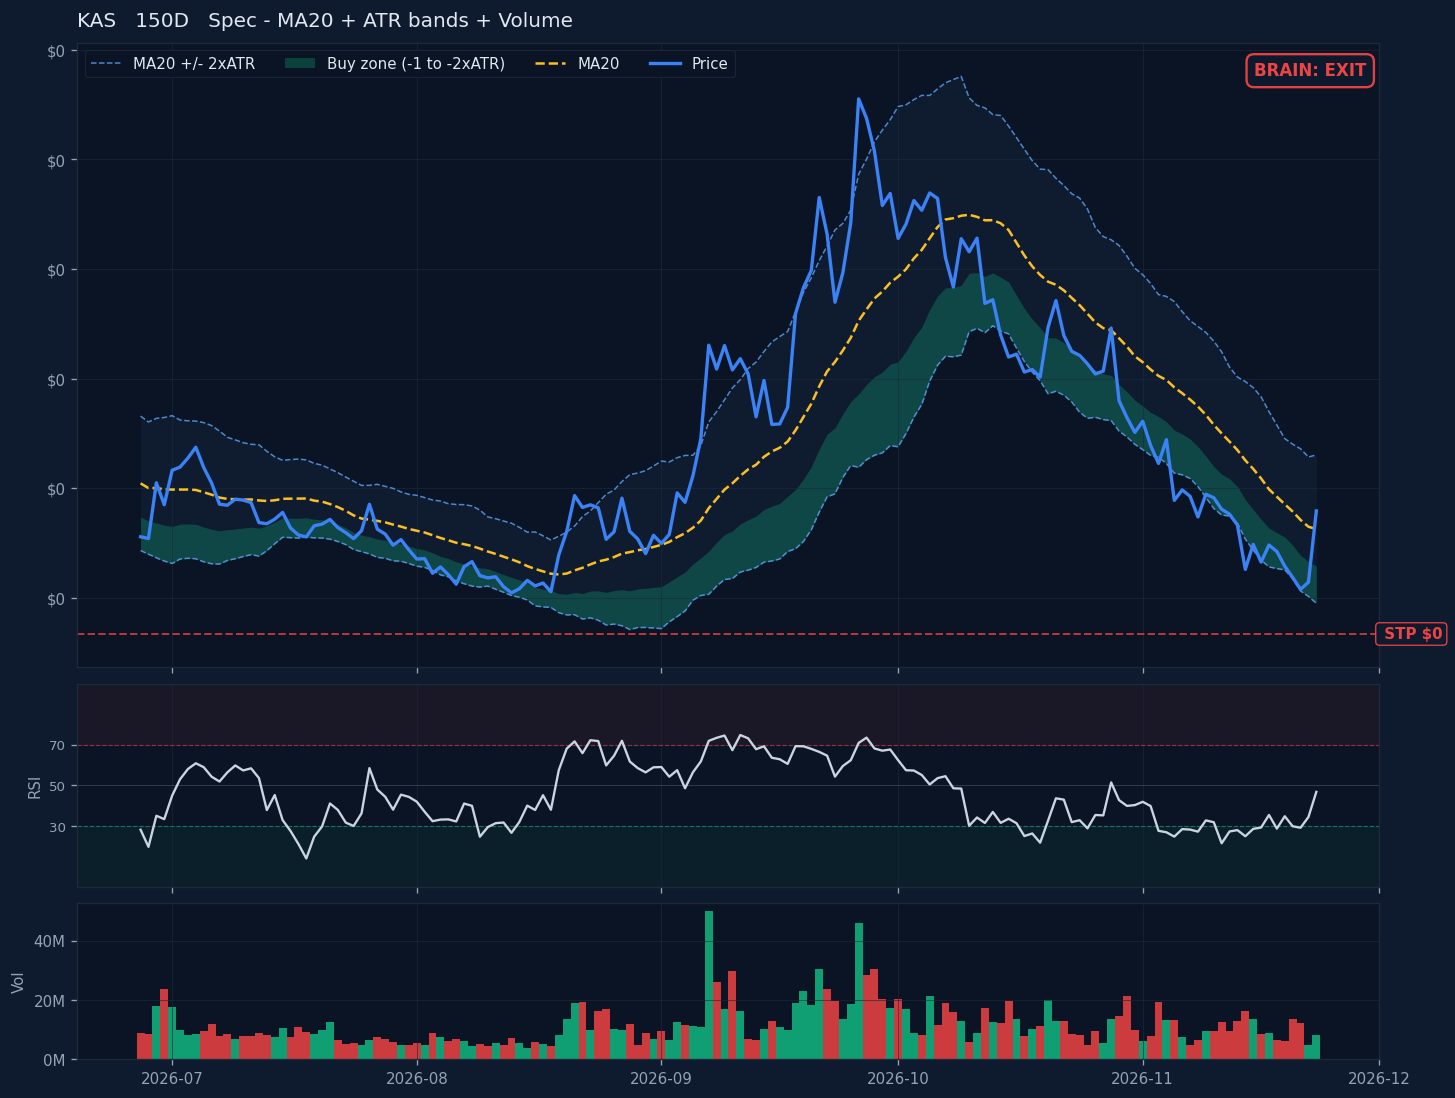 KAS   150D   Spec - MA20 + ATR bands + Volume
MA20 +/- 2xATR
Buy zone (-1 to -2xATR)
MA20
Price
BRAIN: EXIT
$0
$0
$0
$0
$0
$0
STP $0
RSI
70
50
30
Vol
40M
20M
0M
2026-07
2026-08
2026-09
2026-10
2026-11
2026-12